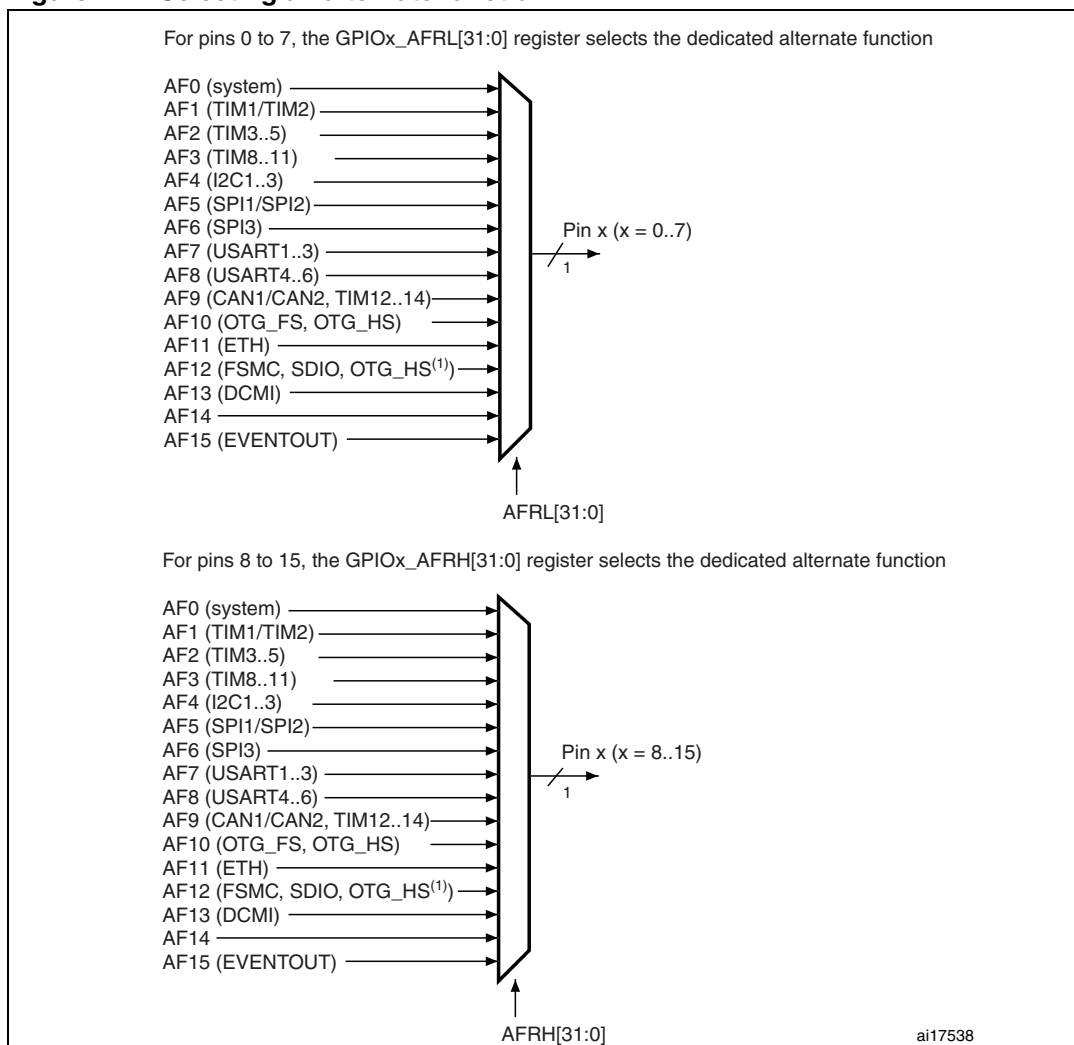 For pins 0 to 7, the GPIOx_AFRL[31:0] register selects the dedicated alternate function
AF0 (system)
AF1 (TIM1/TIM2)
AF2 (TIM3..5)
AF3 (TIM8..11)
AF4 (I2C1..3)
AF5 (SPI1/SPI2)
AF6 (SPI3)
AF7 (USART1..3)
AF8 (USART4..6)
AF9 (CAN1/CAN2, TIM12..14)
AF10 (OTG_FS, OTG_HS)
AF11 (ETH)
AF12 (FSMC, SDIO, OTG_HS(1))
AF13 (DCMI)
AF14
AF15 (EVENTOUT)
Pin x (x = 0..7)
1
AFRL[31:0]
For pins 8 to 15, the GPIOx_AFRH[31:0] register selects the dedicated alternate function
AF0 (system)
AF1 (TIM1/TIM2)
AF2 (TIM3..5)
AF3 (TIM8..11)
AF4 (I2C1..3)
AF5 (SPI1/SPI2)
AF6 (SPI3)
AF7 (USART1..3)
AF8 (USART4..6)
AF9 (CAN1/CAN2, TIM12..14)
AF10 (OTG_FS, OTG_HS)
AF11 (ETH)
AF12 (FSMC, SDIO, OTG_HS(1))
AF13 (DCMI)
AF14
AF15 (EVENTOUT)
Pin x (x = 8..15)
1
AFRH[31:0]
ai17538